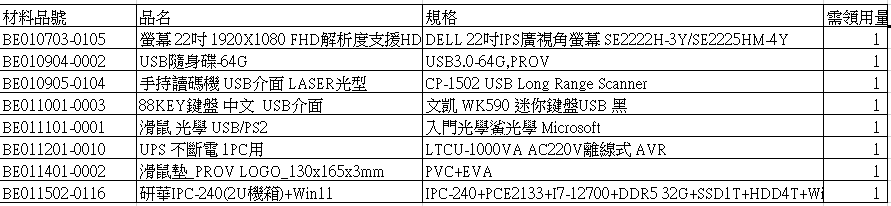 材料品號 品名 規格 需領用量
BE010703-0105 螢幕 22吋 1920X1080 FHD解析度支援HD DELL 22吋IPS廣視角螢幕 SE2222H-3Y/SE2225HM-4Y 1
BE010904-0002 USB隨身碟-64G USB3.0-64G,PROV 1
BE010905-0104 手持讀碼機 USB介面 LASER光型 CP-1502 USB Long Range Scanner 1
BE011001-0003 88KEY鍵盤 中文 USB介面 文凱 WK590 迷你鍵盤USB 黑 1
BE011101-0001 滑鼠 光學 USB/PS2 入門光學鯊光學 Microsoft 1
BE011201-0010 UPS 不斷電 1PC用 LTCU-1000VA AC220V離線式 AVR 1
BE011401-0002 滑鼠墊_PROV LOGO_130x165x3mm PVC+EVA 1
BE011502-0116 研華IPC-240(2U機箱)+Win11 IPC-240+PCE2133+I7-12700+DDR5 32G+SSD1T+HDD4T+Wi 1